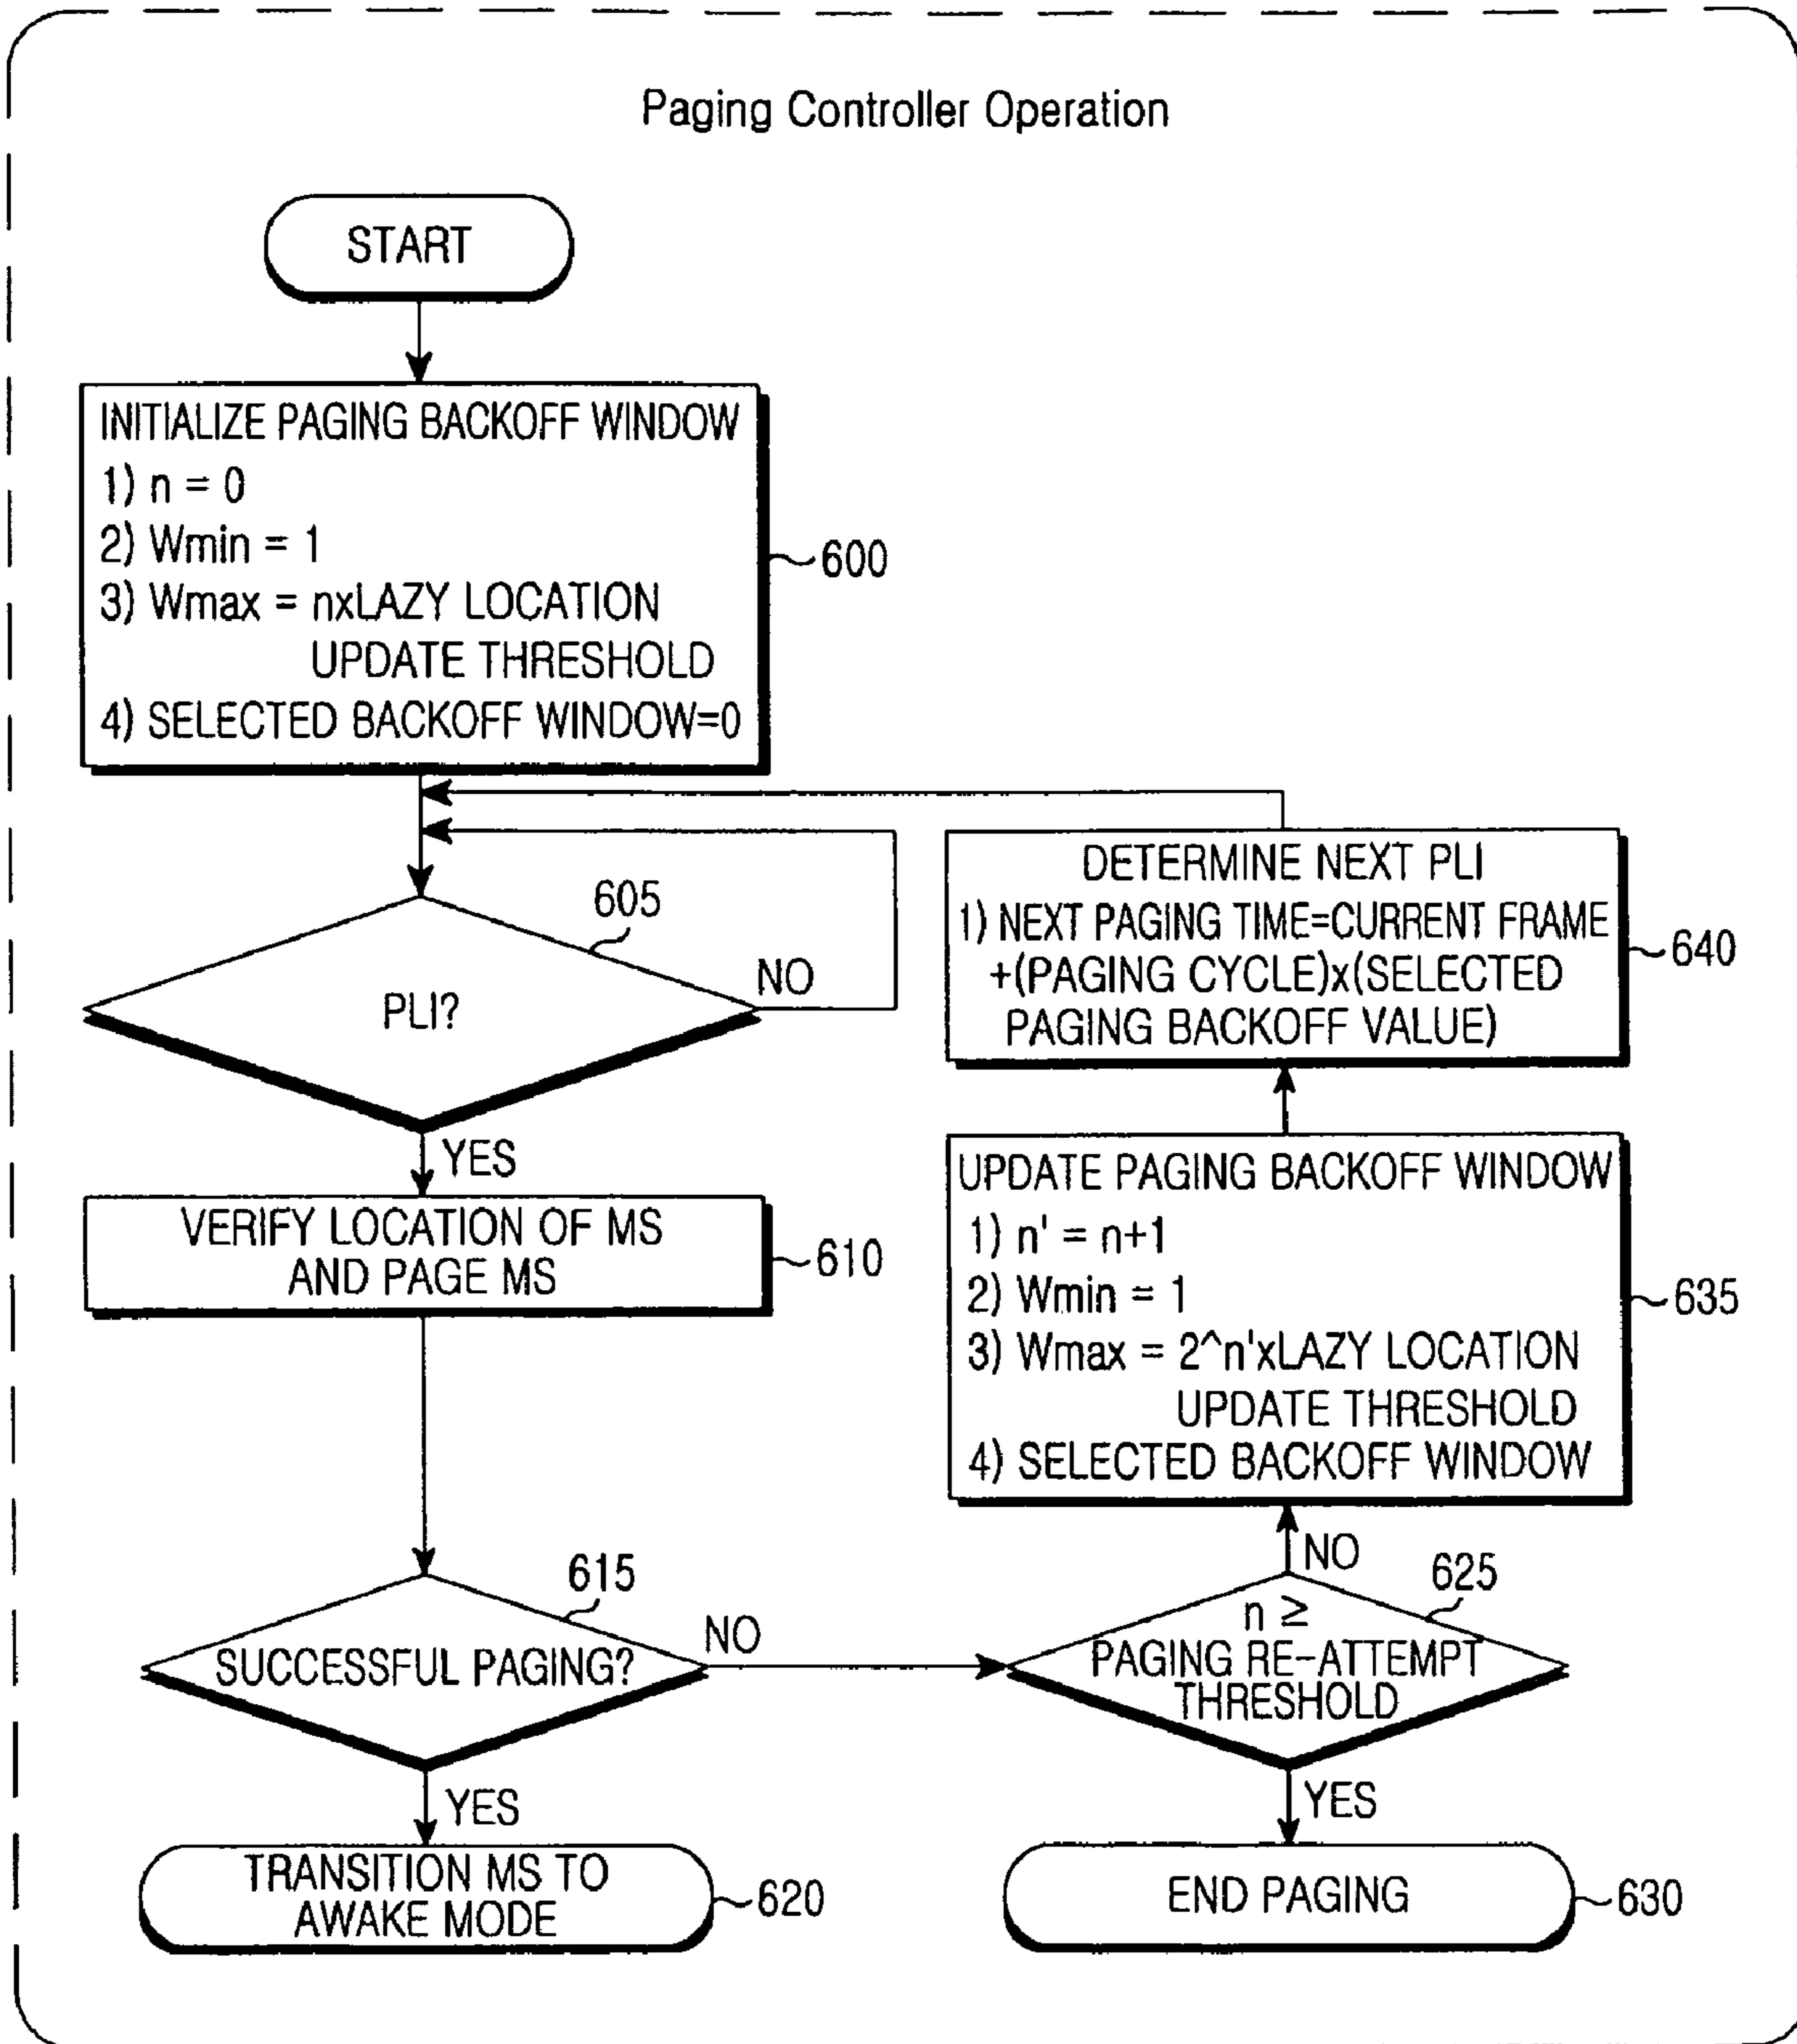 Paging Controller Operation
START
INITIALIZE PAGING BACKOFF WINDOW
1) n = 0
2) Wmin = 1
3) Wmax = nxLAZY LOCATION
UPDATE THRESHOLD
4) SELECTED BACKOFF WINDOW=0
600
605
PLI?
NO
YES
VERIFY LOCATION OF MS
AND PAGE MS
610
615
SUCCESSFUL PAGING?
NO
YES
TRANSITION MS TO
AWAKE MODE
620
DETERMINE NEXT PLI
1) NEXT PAGING TIME=CURRENT FRAME
+(PAGING CYCLE)x(SELECTED
PAGING BACKOFF VALUE)
640
UPDATE PAGING BACKOFF WINDOW
1) n' = n+1
2) Wmin = 1
3) Wmax = 2^n'xLAZY LOCATION
UPDATE THRESHOLD
4) SELECTED BACKOFF WINDOW
635
NO
625
n ≥
PAGING RE-ATTEMPT
THRESHOLD
YES
END PAGING
630